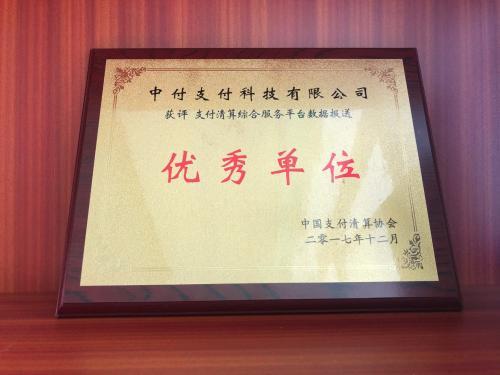 中付支付科技有限公司
获评 支付清算综合服务平台数据报送
优秀单位
中国支付清算协会
二零一七年十二月